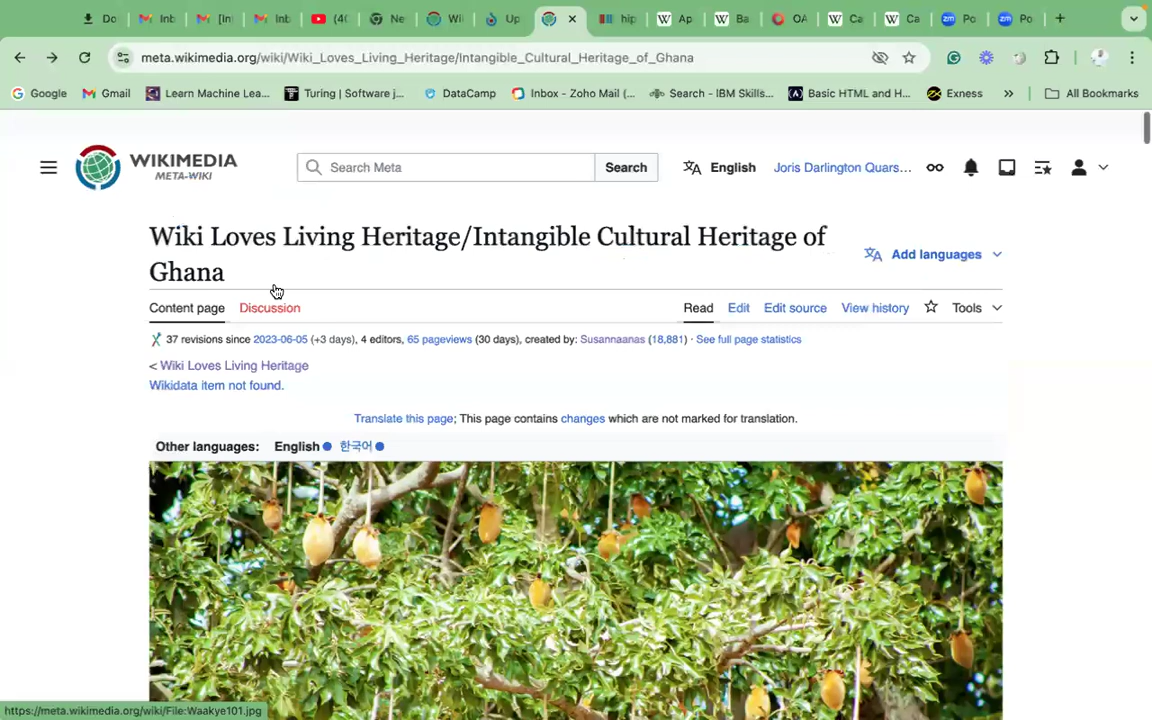 Do
Inb
[In
Inb
(4(
Ne
Wi
Up
hip
Ap
Ba
OA
Ca
Ca
Po
Po
meta.wikimedia.org/wiki/Wiki_Loves_Living_Heritage/Intangible_Cultural_Heritage_of_Ghana
Google Gmail Learn Machine Lea... Turing | Software j... DataCamp Inbox - Zoho Mail (... Search - IBM Skills... Basic HTML and H... Exness » All Bookmarks
WIKIMEDIA
META-WIKI
Search Meta Search English Joris Darlington Quars...
Wiki Loves Living Heritage/Intangible Cultural Heritage of
Ghana
Add languages
Content page Discussion Read Edit Edit source View history Tools
37 revisions since 2023-06-05 (+3 days), 4 editors, 65 pageviews (30 days), created by: Susannaanas (18,881) · See full page statistics
< Wiki Loves Living Heritage
Wikidata item not found.
Translate this page; This page contains changes which are not marked for translation.
Other languages: English 한국어
https://meta.wikimedia.org/wiki/File:Waakye101.jpg